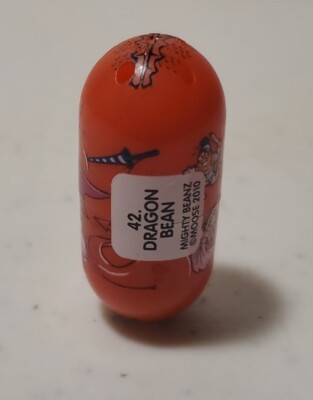 42.
DRAGON
BEAN
MIGHTY BEANZ
©MOOSE 2010